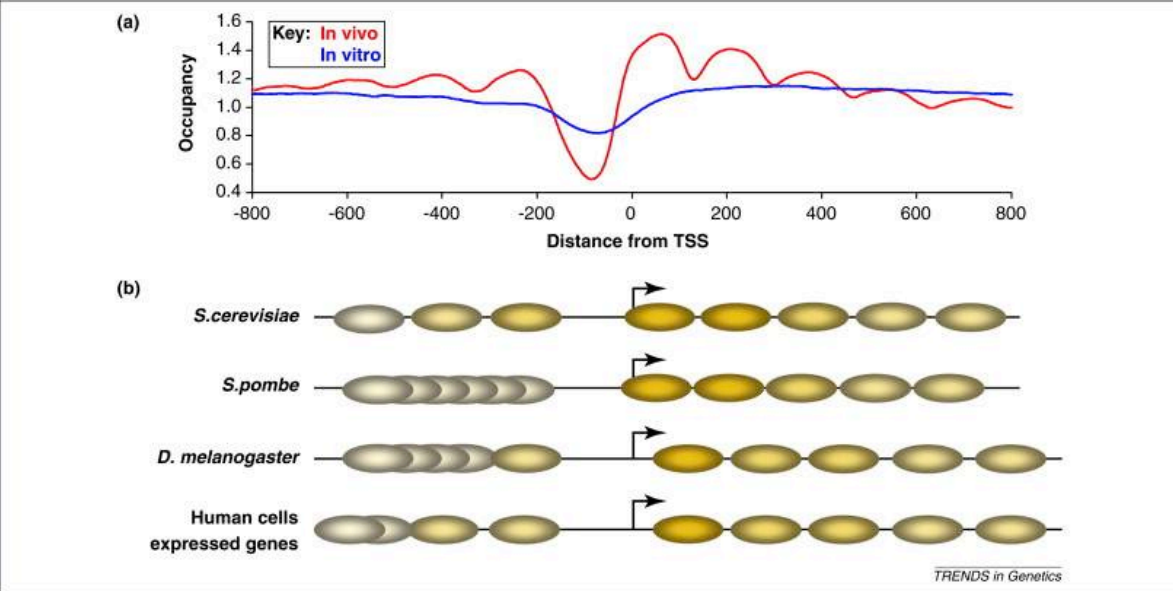 (a)
Key: In vivo
In vitro
Occupancy
1.6
1.4
1.2
1.0
0.8
0.6
0.4
-800 -600 -400 -200 0 200 400 600 800
Distance from TSS
(b)
S.cerevisiae
S.pombe
D. melanogaster
Human cells
expressed genes
TRENDS in Genetics